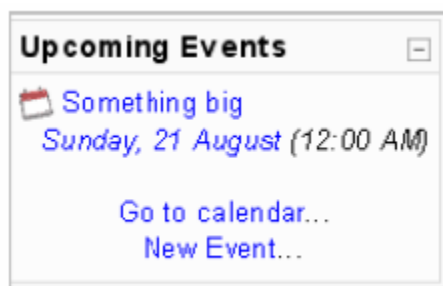 Upcoming Events
Something big
Sunday, 21 August (12:00 AM)
Go to calendar...
New Event...